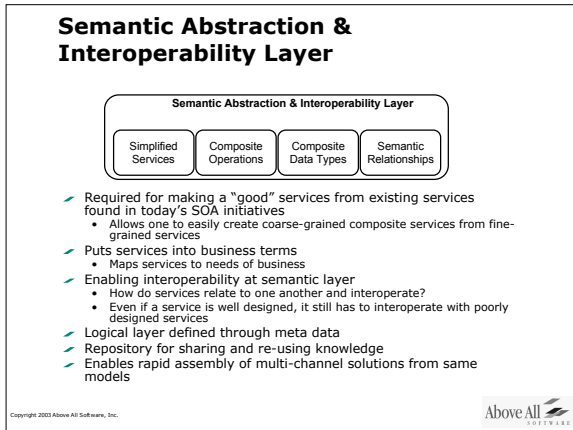 Semantic Abstraction &
Interoperability Layer
Semantic Abstraction & Interoperability Layer
Simplified
Services
Composite
Operations
Composite
Data Types
Semantic
Relationships
Required for making a “good” services from existing services
found in today’s SOA initiatives
• Allows one to easily create coarse-grained composite services from fine-
grained services
Puts services into business terms
• Maps services to needs of business
Enabling interoperability at semantic layer
• How do services relate to one another and interoperate?
• Even if a service is well designed, it still has to interoperate with poorly
designed services
Logical layer defined through meta data
Repository for sharing and re-using knowledge
Enables rapid assembly of multi-channel solutions from same
models
Copyright 2003 Above All Software, Inc.
Above All
SOFTWARE